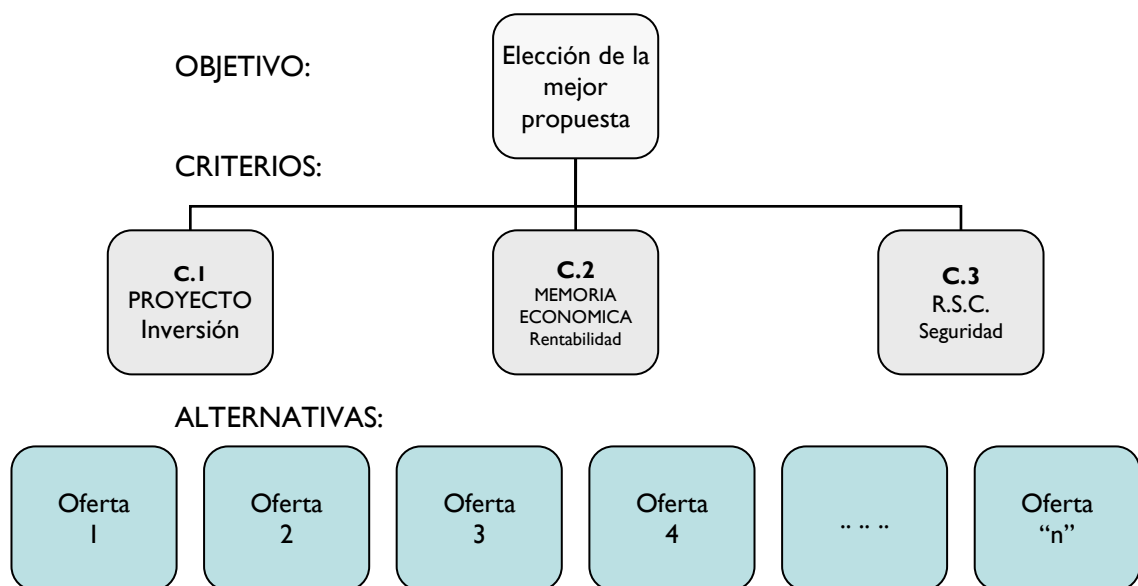 OBJETIVO:
Elección de la
mejor
propuesta
CRITERIOS:
C.1
PROYECTO
Inversión
C.2
MEMORIA
ECONOMICA
Rentabilidad
C.3
R.S.C.
Seguridad
ALTERNATIVAS:
Oferta
1
Oferta
2
Oferta
3
Oferta
4
.. .. ..
Oferta
“n”